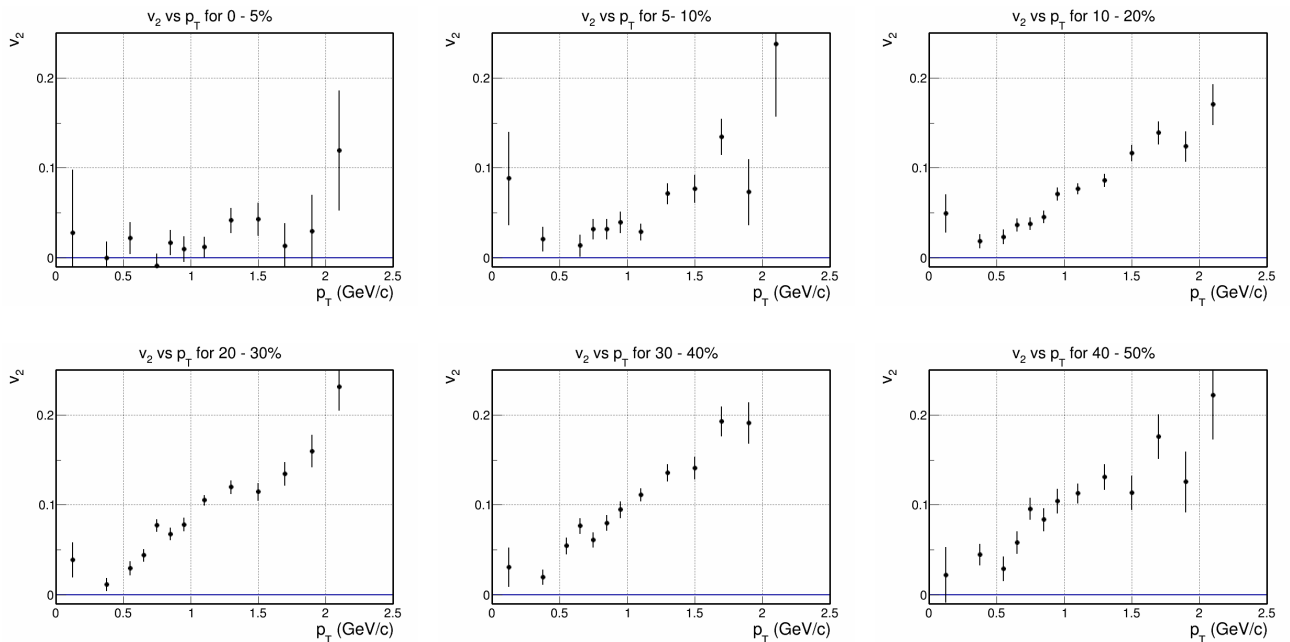 v2 vs pT for 0 - 5%
v2
0.2
0.1
0
0 0.5 1 1.5 2 2.5
pT (GeV/c)
v2 vs pT for 5- 10%
v2
0.2
0.1
0
0 0.5 1 1.5 2 2.5
pT (GeV/c)
v2 vs pT for 10 - 20%
v2
0.2
0.1
0
0 0.5 1 1.5 2 2.5
pT (GeV/c)
v2 vs pT for 20 - 30%
v2
0.2
0.1
0
0 0.5 1 1.5 2 2.5
pT (GeV/c)
v2 vs pT for 30 - 40%
v2
0.2
0.1
0
0 0.5 1 1.5 2 2.5
pT (GeV/c)
v2 vs pT for 40 - 50%
v2
0.2
0.1
0
0 0.5 1 1.5 2 2.5
pT (GeV/c)